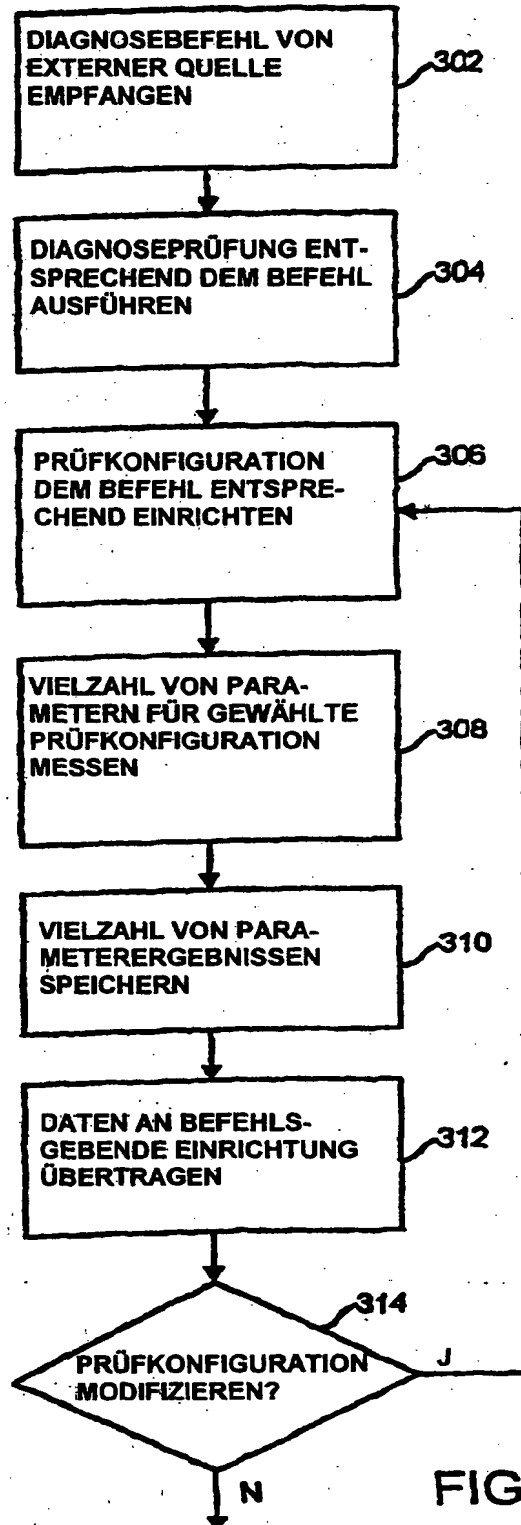 DIAGNOSEBEFEHL VON
EXTERNER QUELLE
EMPFANGEN
302
DIAGNOSEPRÜFUNG ENT-
SPRECHEND DEM BEFEHL
AUSFÜHREN
304
PRÜFKONFIGURATION
DEM BEFEHL ENTSPRE-
CHEND EINRICHTEN
306
VIELZAHL VON PARA-
METERN FÜR GEWÄHLTE
PRÜFKONFIGURATION
MESSEN
308
VIELZAHL VON PARA-
METERERGEBNISSEN
SPEICHERN
310
DATEN AN BEFEHLS-
GEBENDE EINRICHTUNG
ÜBERTRAGEN
312
314
PRÜFKONFIGURATION
MODIFIZIEREN?
J
N
FIG